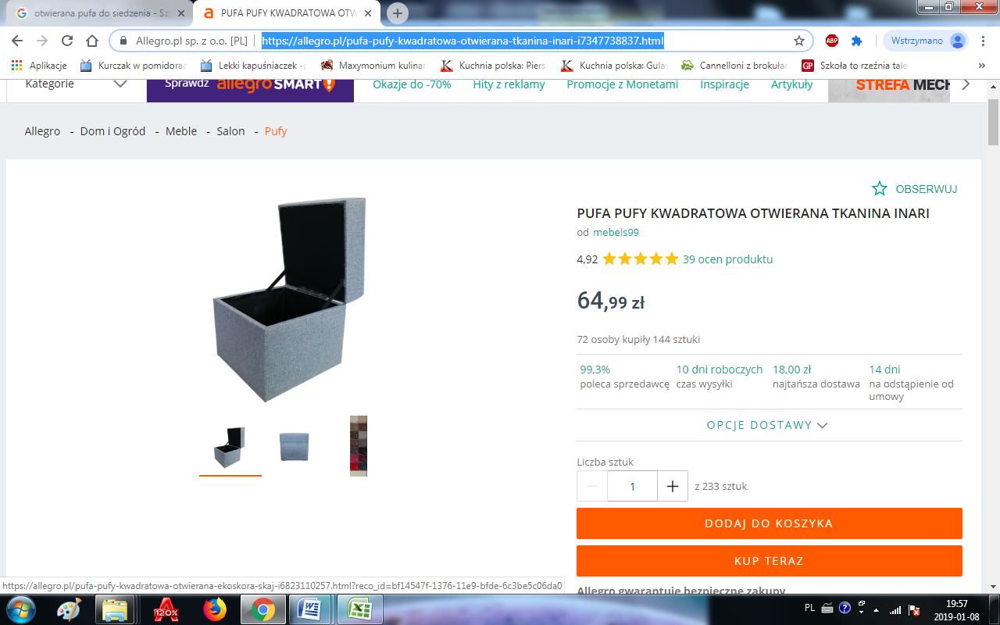 otwierana pufa do siedzenia - Sz
PUFA PUFY KWADRATOWA OTW
Allegro.pl sp. z o.o. [PL]
https://allegro.pl/pufa-pufy-kwadratowa-otwierana-tkanina-inari-i7347738837.html
ABP
Wstrzymano
Aplikacje
Kurczak w pomidorac
Lekki kapuśniaczek - p
Maxymonium kulinar
Kuchnia polska: Piers
Kuchnia polska: Gulas
Cannelloni z brokułam
GP
Szkoła to rzeźnia tale
»
Kategorie
Sprawdź allegro SMART!
Okazje do -70%
Hity z reklamy
Promocje z Monetami
Inspiracje
Artykuły
STREFA MECH
Allegro - Dom i Ogród - Meble - Salon - Pufy
OBSERWUJ
PUFA PUFY KWADRATOWA OTWIERANA TKANINA INARI
od mebels99
4,92
39 ocen produktu
64,99 zł
72 osoby kupiły 144 sztuki
99,3%
poleca sprzedawcę
10 dni roboczych
czas wysyłki
18,00 zł
najtańsza dostawa
14 dni
na odstąpienie od
umowy
OPCJE DOSTAWY
Liczba sztuk
1
z 233 sztuk
DODAJ DO KOSZYKA
KUP TERAZ
Allegro gwarantuje bezpieczne zakupy
https://allegro.pl/pufa-pufy-kwadratowa-otwierana-ekoskora-skaj-i6823110257.html?reco_id=bf14547f-1376-11e9-bfde-6c3be5c06da0
120%
PL
19:57
2019-01-08